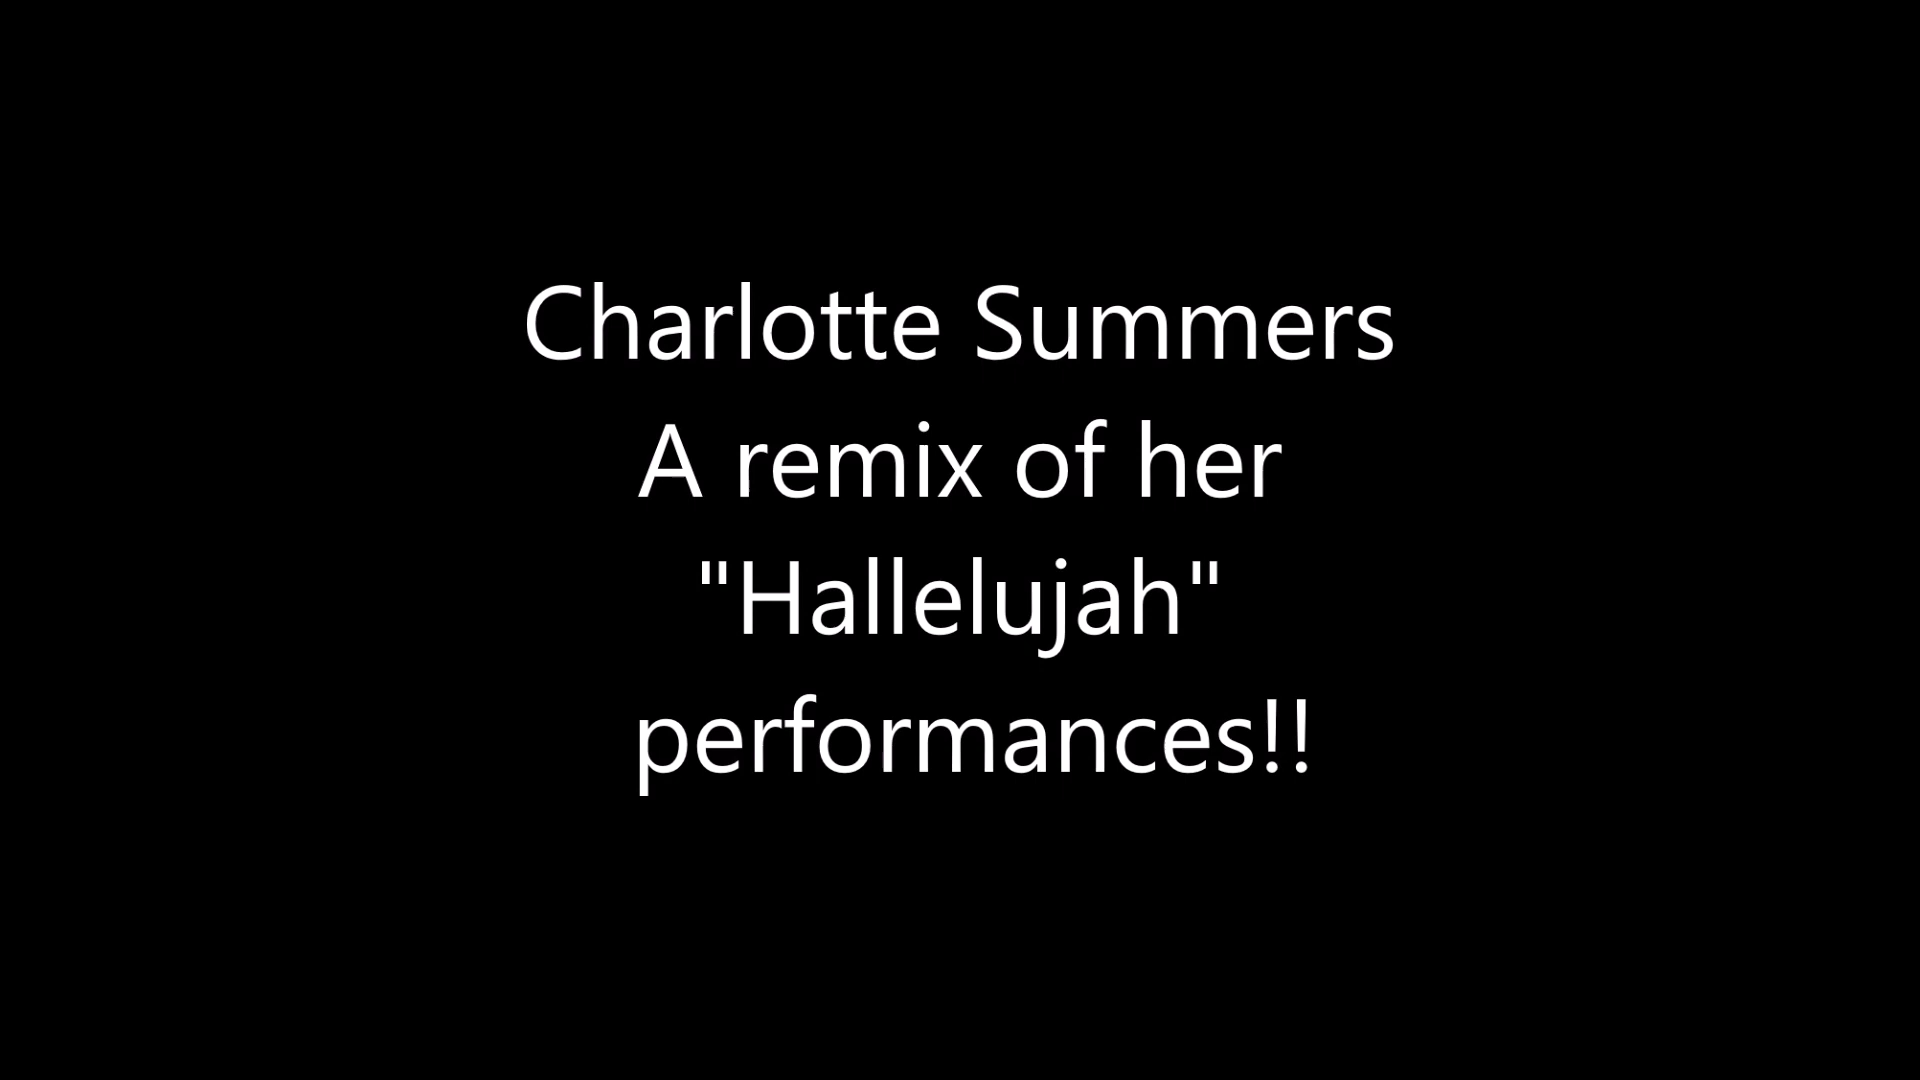 Charlotte Summers
A remix of her
"Hallelujah"
performances!!